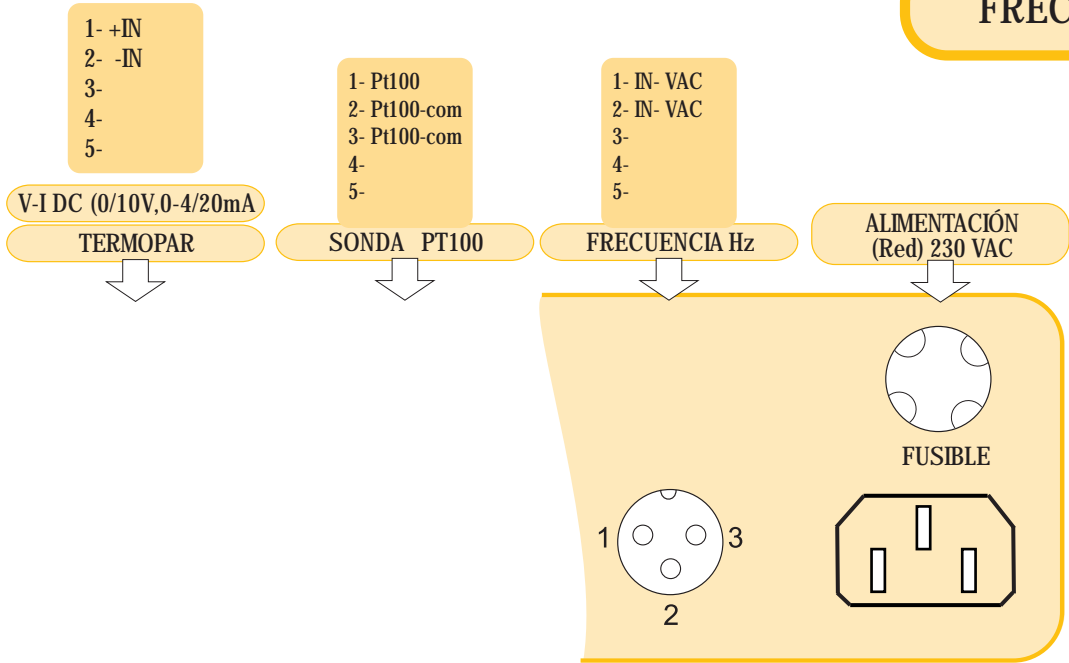 FREC
1- +IN
2- -IN
3-
4-
5-
V-I DC (0/10V,0-4/20mA
TERMOPAR
1- Pt100
2- Pt100-com
3- Pt100-com
4-
5-
SONDA PT100
1- IN- VAC
2- IN- VAC
3-
4-
5-
FRECUENCIA Hz
ALIMENTACIÓN
(Red) 230 VAC
FUSIBLE
1
3
2